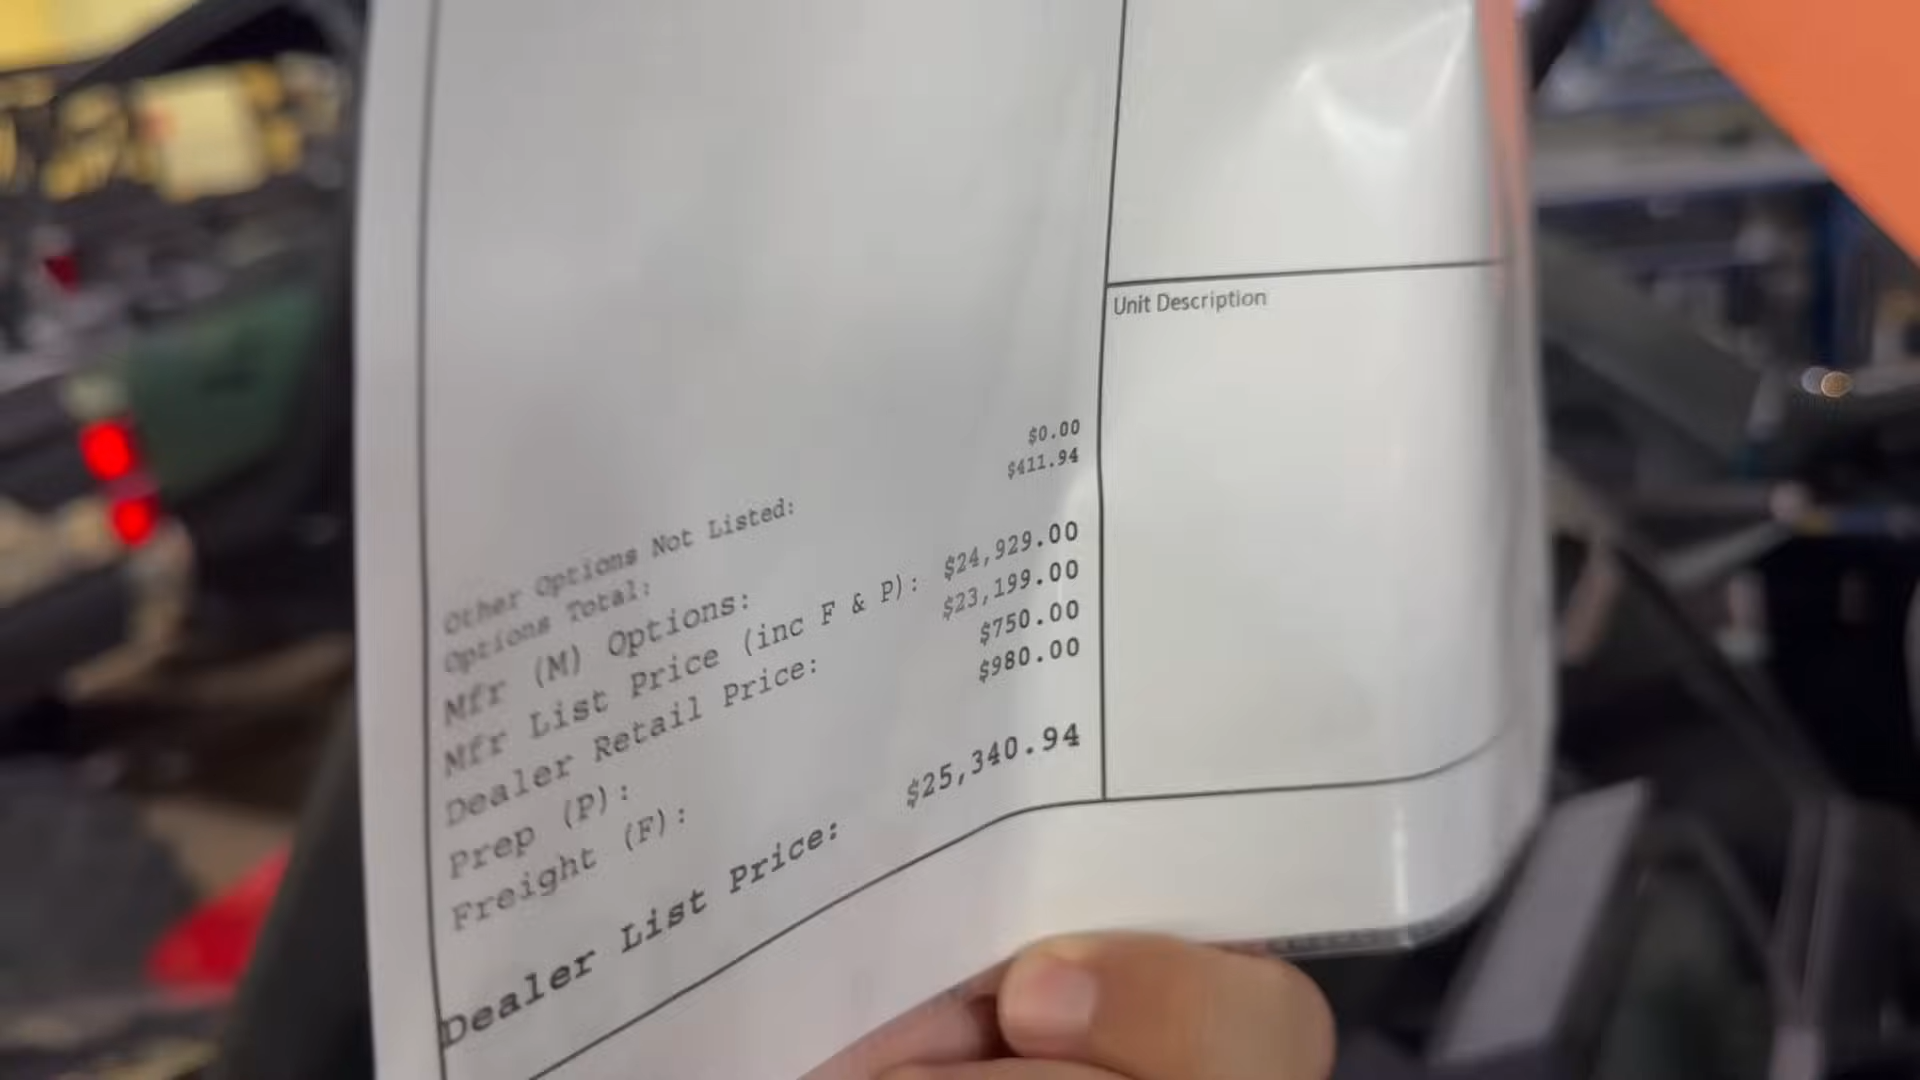 Other Options Not Listed: $0.00
Options Total: $411.94
Mfr (M) Options:
Mfr List Price (inc F & P): $24,929.00
Dealer Retail Price: $23,199.00
Prep (P): $750.00
Freight (F): $980.00
Dealer List Price: $25,340.94
Unit Description